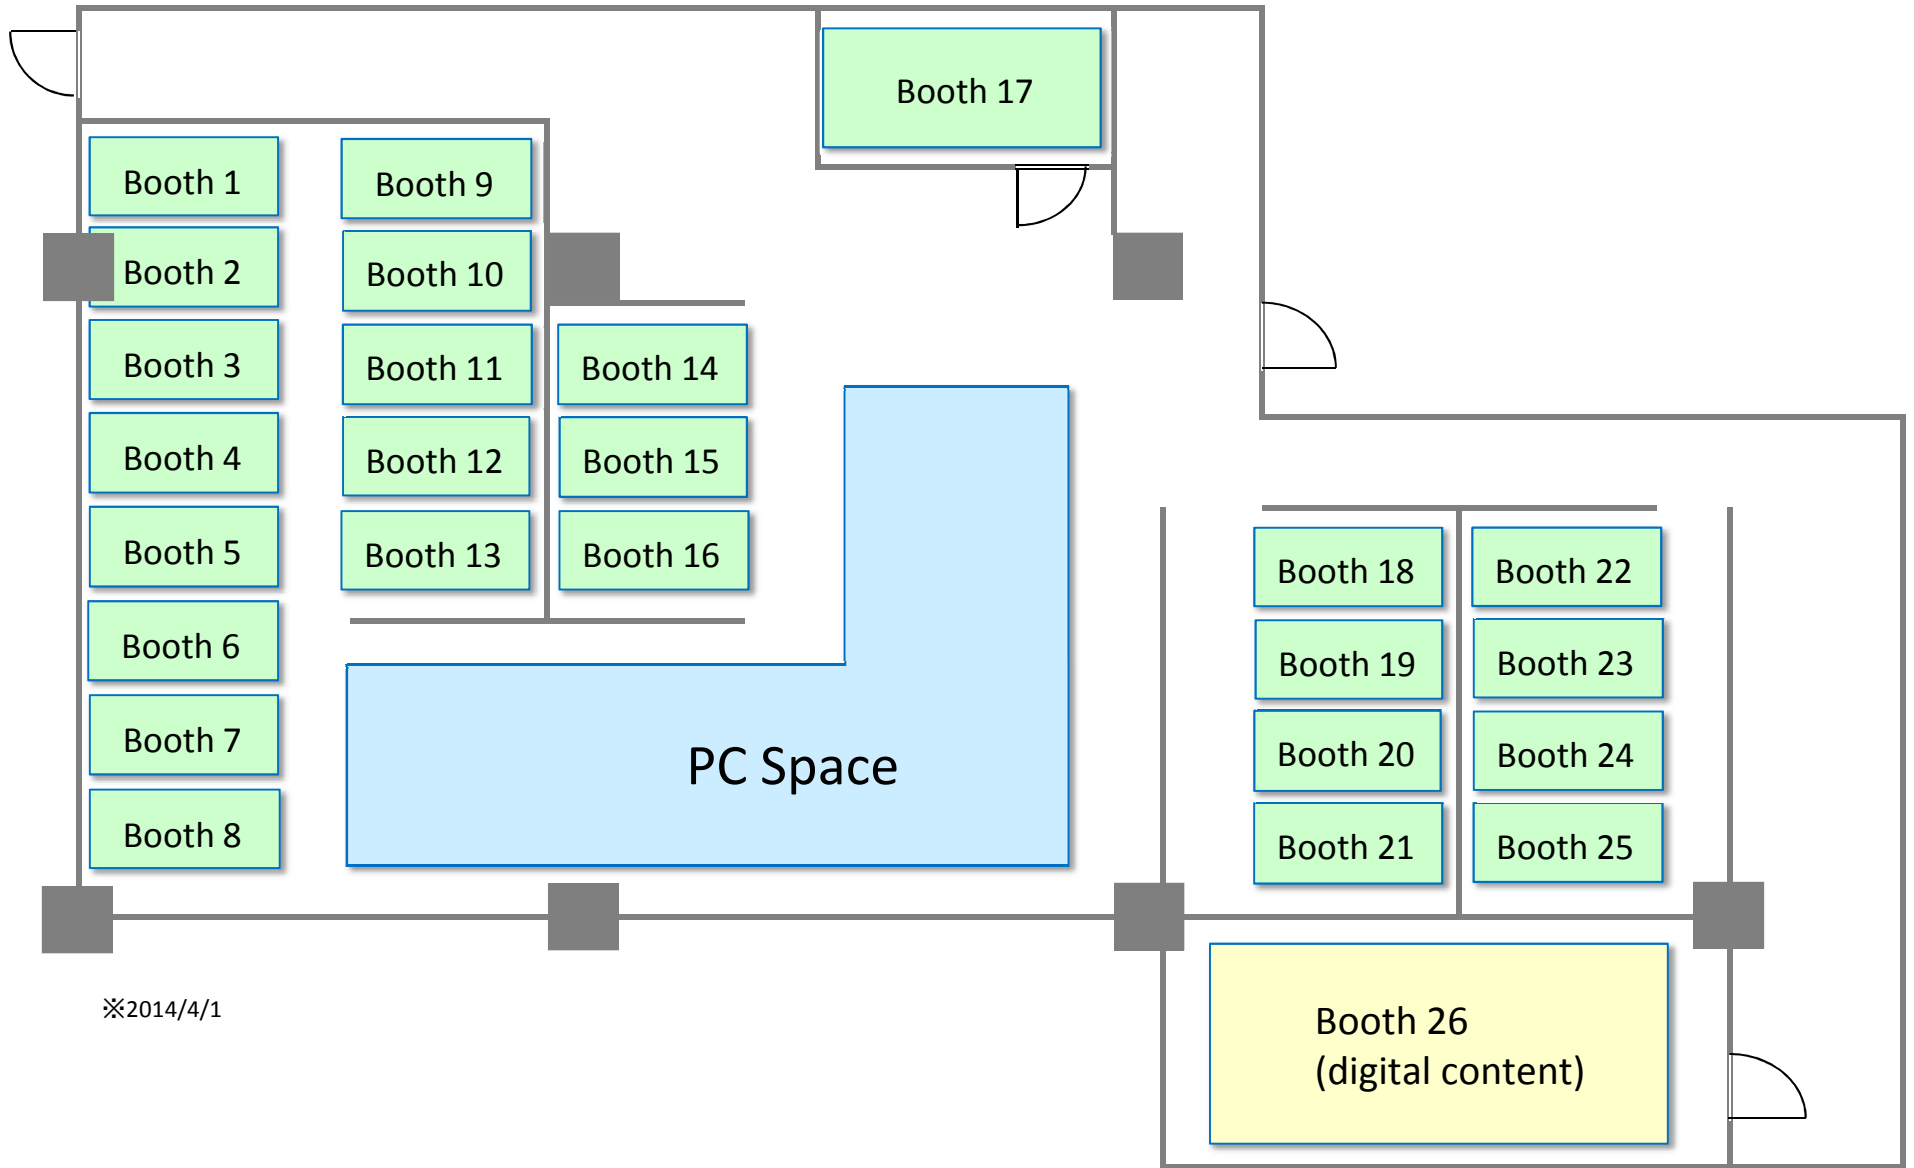 Booth 17
Booth 1
Booth 2
Booth 3
Booth 4
Booth 5
Booth 6
Booth 7
Booth 8
Booth 9
Booth 10
Booth 11
Booth 12
Booth 13
Booth 14
Booth 15
Booth 16
PC Space
Booth 18
Booth 19
Booth 20
Booth 21
Booth 22
Booth 23
Booth 24
Booth 25
Booth 26
(digital content)
※2014/4/1